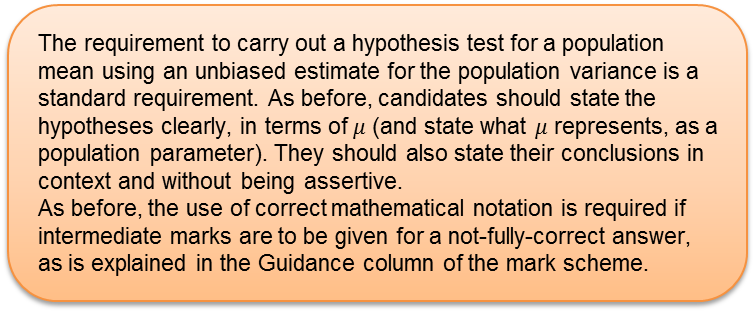 The requirement to carry out a hypothesis test for a population
mean using an unbiased estimate for the population variance is a
standard requirement. As before, candidates should state the
hypotheses clearly, in terms of 𝜇 (and state what 𝜇 represents, as a
population parameter). They should also state their conclusions in
context and without being assertive.
As before, the use of correct mathematical notation is required if
intermediate marks are to be given for a not-fully-correct answer,
as is explained in the Guidance column of the mark scheme.